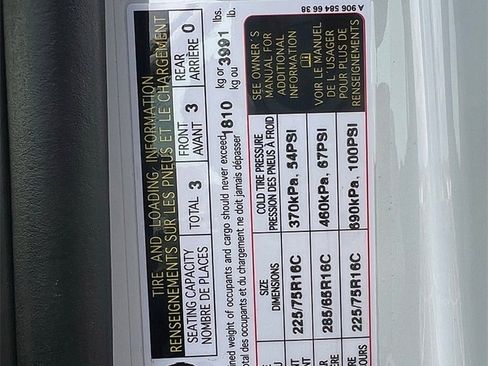 A 906 584 66 38
TIRE AND LOADING INFORMATION
RENSEIGNEMENTS SUR LES PNEUS ET LE CHARGEMENT
SEATING CAPACITY
NOMBRE DE PLACES
TOTAL 3
FRONT
AVANT 3
REAR
ARRIÈRE 0
ined weight of occupants and cargo should never exceed 1810 kg or 3991 lbs.
total des occupants et du chargement ne doit jamais dépasser kg ou lb.
SIZE
DIMENSIONS
COLD TIRE PRESSURE
PRESSION DES PNEUS À FROID
225/75R16C 370kPa, 54PSI
285/65R16C 460kPa, 67PSI
225/75R16C 690kPa, 100PSI
SEE OWNER'S
MANUAL FOR
ADDITIONAL
INFORMATION
VOIR LE MANUEL
DE L'USAGER
POUR PLUS DE
RENSEIGNEMENTS